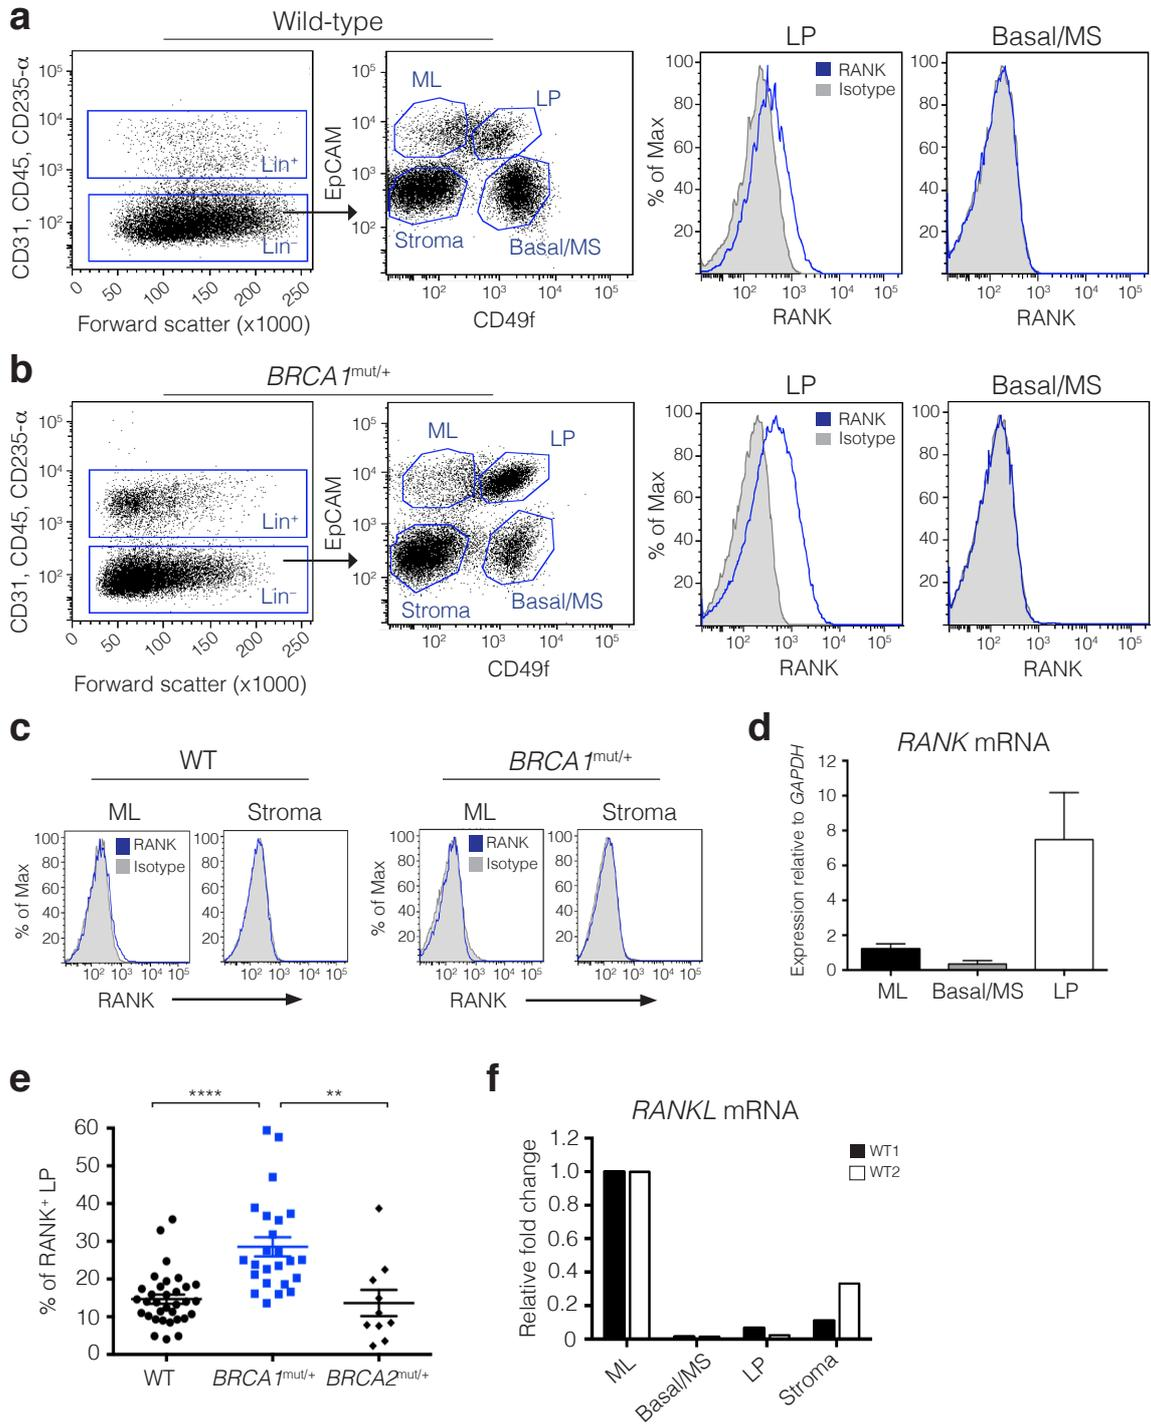 a
Wild-type
CD31, CD45, CD235-α
10⁵
10⁴
10³
10²
Lin⁺
Lin⁻
0 50 100 150 200 250
Forward scatter (x1000)
EpCAM
10⁵
10⁴
10³
10²
ML
LP
Stroma
Basal/MS
10² 10³ 10⁴ 10⁵
CD49f
LP
% of Max
100
80
60
40
20
RANK
Isotype
10² 10³ 10⁴ 10⁵
RANK
Basal/MS
100
80
60
40
20
10² 10³ 10⁴ 10⁵
RANK
b
BRCA1mut/+
CD31, CD45, CD235-α
10⁵
10⁴
10³
10²
Lin⁺
Lin⁻
0 50 100 150 200 250
Forward scatter (x1000)
EpCAM
10⁵
10⁴
10³
10²
ML
LP
Stroma
Basal/MS
10² 10³ 10⁴ 10⁵
CD49f
LP
% of Max
100
80
60
40
20
RANK
Isotype
10² 10³ 10⁴ 10⁵
RANK
Basal/MS
100
80
60
40
20
10² 10³ 10⁴ 10⁵
RANK
c
WT
ML
% of Max
100
80
60
40
20
RANK
Isotype
10² 10³ 10⁴ 10⁵
Stroma
100
80
60
40
20
10² 10³ 10⁴ 10⁵
RANK
BRCA1mut/+
ML
% of Max
100
80
60
40
20
RANK
Isotype
10² 10³ 10⁴ 10⁵
Stroma
100
80
60
40
20
10² 10³ 10⁴ 10⁵
RANK
d
RANK mRNA
Expression relative to GAPDH
12
10
8
6
4
2
0
ML Basal/MS LP
e
**** **
% of RANK⁺ LP
60
50
40
30
20
10
0
WT BRCA1mut/+ BRCA2mut/+
f
RANKL mRNA
WT1
WT2
Relative fold change
1.2
1.0
0.8
0.6
0.4
0.2
0
ML Basal/MS LP Stroma